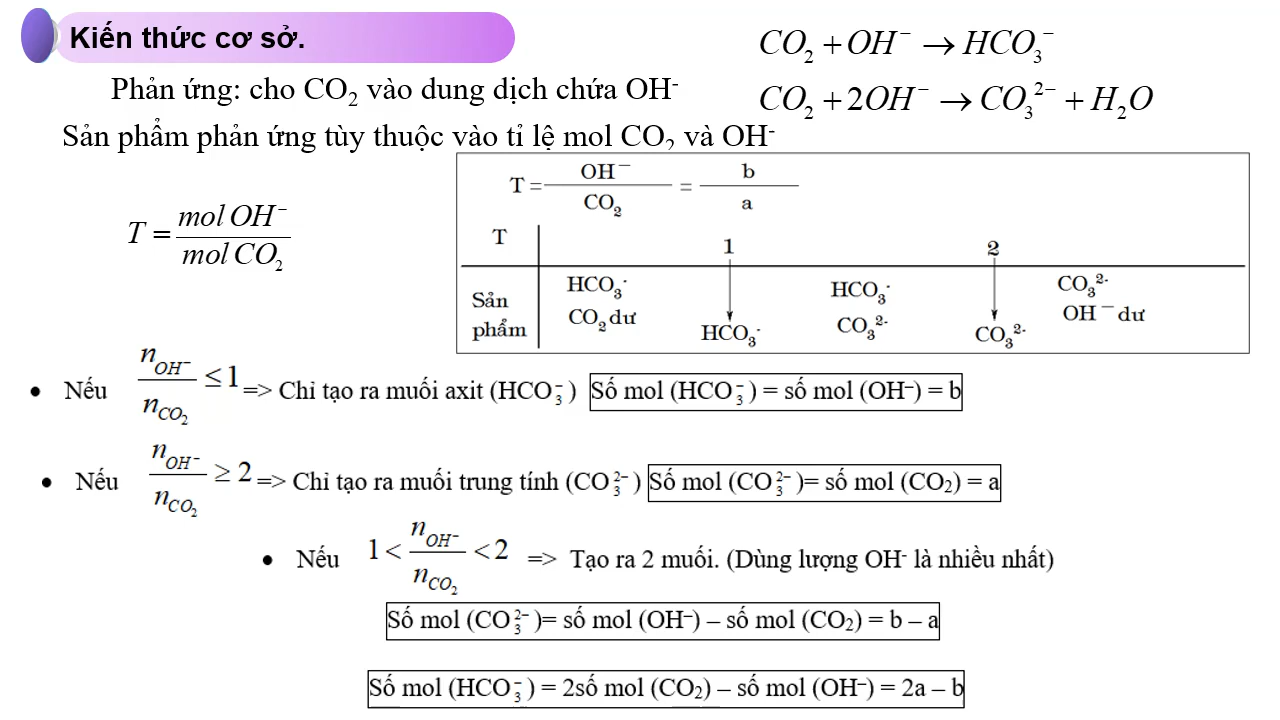 Kiến thức cơ sở.
CO₂ + OH⁻ → HCO₃⁻
Phản ứng: cho CO₂ vào dung dịch chứa OH⁻
CO₂ + 2OH⁻ → CO₃²⁻ + H₂O
Sản phẩm phản ứng tùy thuộc vào tỉ lệ mol CO₂ và OH⁻
T = mol OH⁻ / mol CO₂
T = OH⁻ / CO₂ = b / a
T 1 2
Sản phẩm
HCO₃⁻ CO₂ dư
HCO₃⁻
HCO₃⁻ CO₃²⁻
CO₃²⁻
CO₃²⁻ OH⁻ dư
• Nếu n_OH⁻ / n_CO₂ ≤ 1 => Chỉ tạo ra muối axit (HCO₃⁻) Số mol (HCO₃⁻) = số mol (OH⁻) = b
• Nếu n_OH⁻ / n_CO₂ ≥ 2 => Chỉ tạo ra muối trung tính (CO₃²⁻) Số mol (CO₃²⁻)= số mol (CO₂) = a
• Nếu 1 < n_OH⁻ / n_CO₂ < 2 => Tạo ra 2 muối. (Dùng lượng OH⁻ là nhiều nhất)
Số mol (CO₃²⁻)= số mol (OH⁻) – số mol (CO₂) = b – a
Số mol (HCO₃⁻) = 2số mol (CO₂) – số mol (OH⁻) = 2a – b